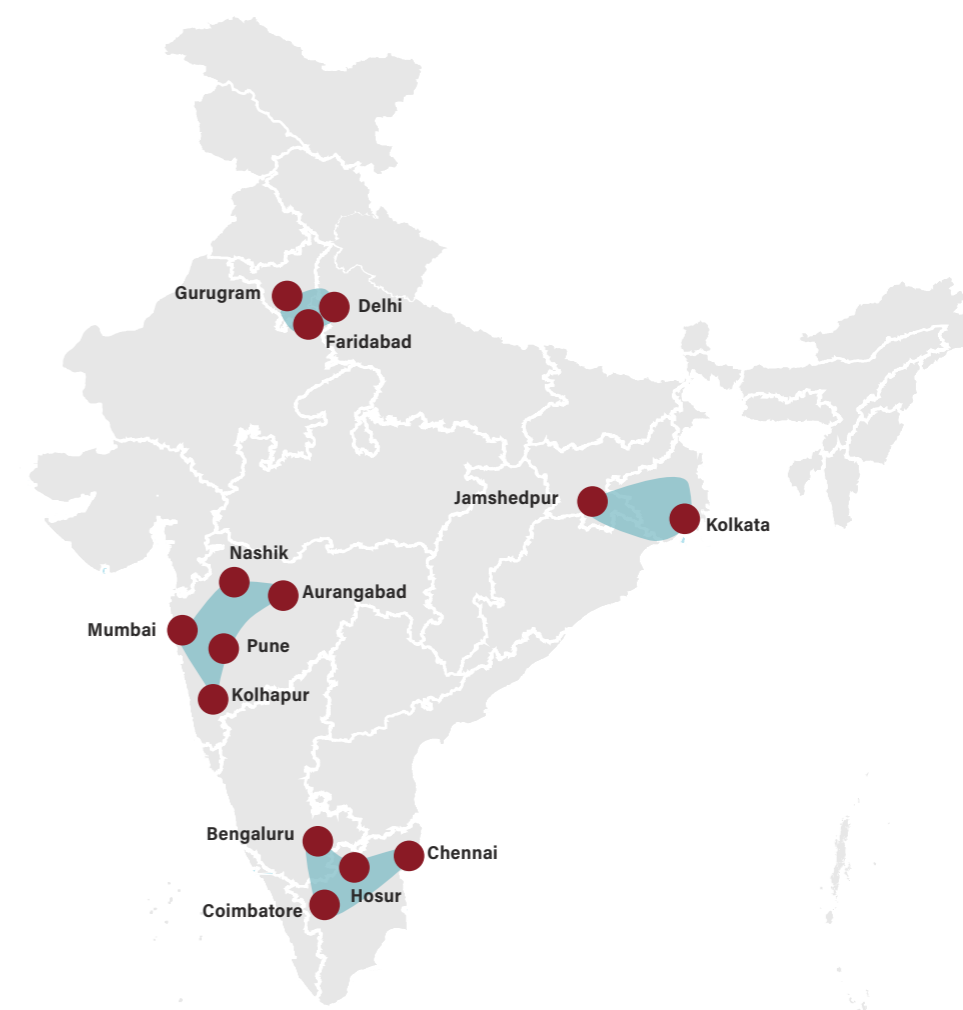 Gurugram
Delhi
Faridabad
Jamshedpur
Kolkata
Nashik
Aurangabad
Mumbai
Pune
Kolhapur
Bengaluru
Chennai
Hosur
Coimbatore